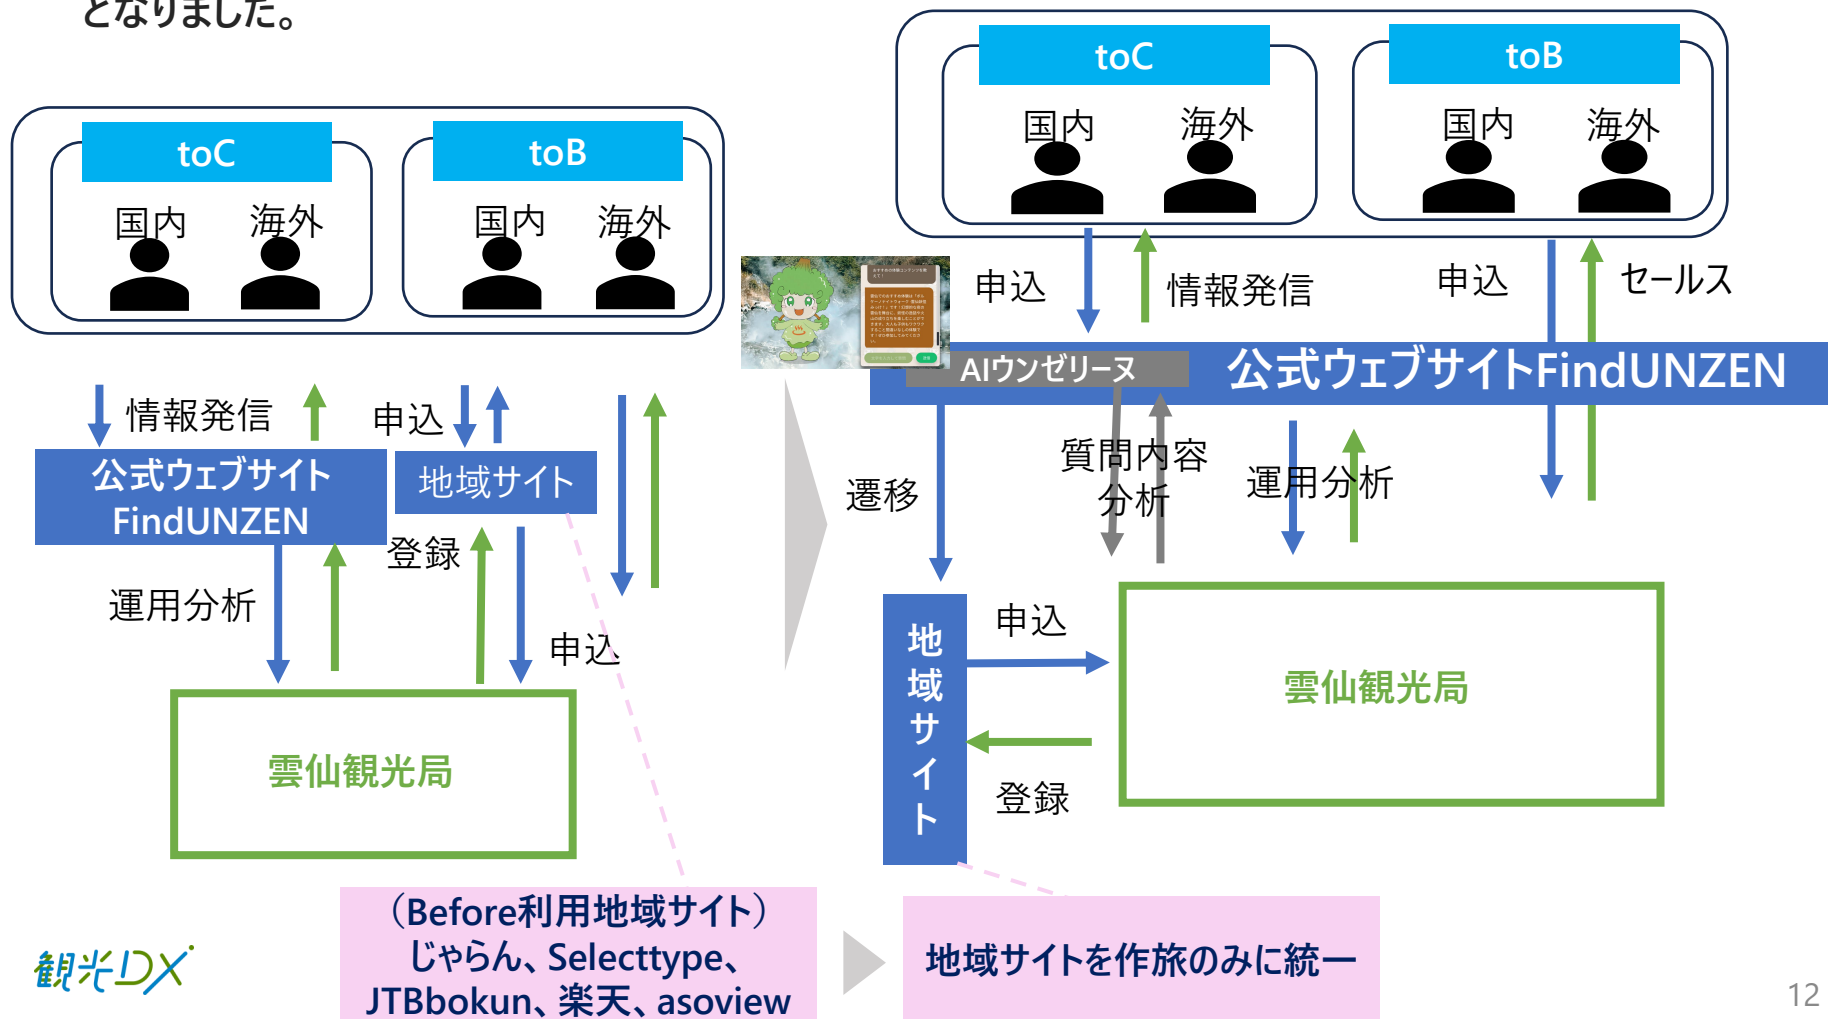 となりました。
toC
toB
国内
海外
国内
海外
情報発信
申込
公式ウェブサイト
FindUNZEN
地域サイト
登録
運用分析
申込
雲仙観光局
（Before利用地域サイト）
じゃらん、Selecttype、
JTBbokun、楽天、asoview
toC
toB
国内
海外
国内
海外
申込
情報発信
申込
セールス
AIウンゼリーヌ
公式ウェブサイトFindUNZEN
遷移
質問内容
分析
運用分析
地域サイト
申込
登録
雲仙観光局
地域サイトを作旅のみに統一
観光DX
12